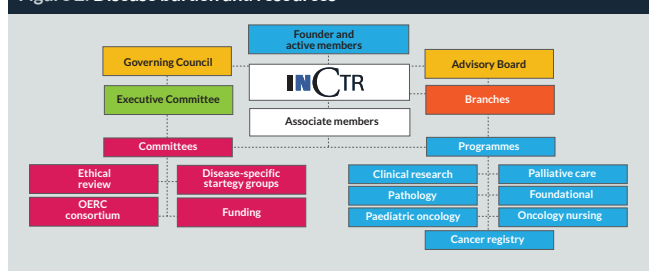 Founder and
active members
Governing Council
Advisory Board
INCTR
Executive Committee
Branches
Associate members
Committees
Programmes
Ethical
review
Disease-specific
startegy groups
OERC
consortium
Funding
Clinical research
Palliative care
Pathology
Foundational
Paediatric oncology
Oncology nursing
Cancer registry